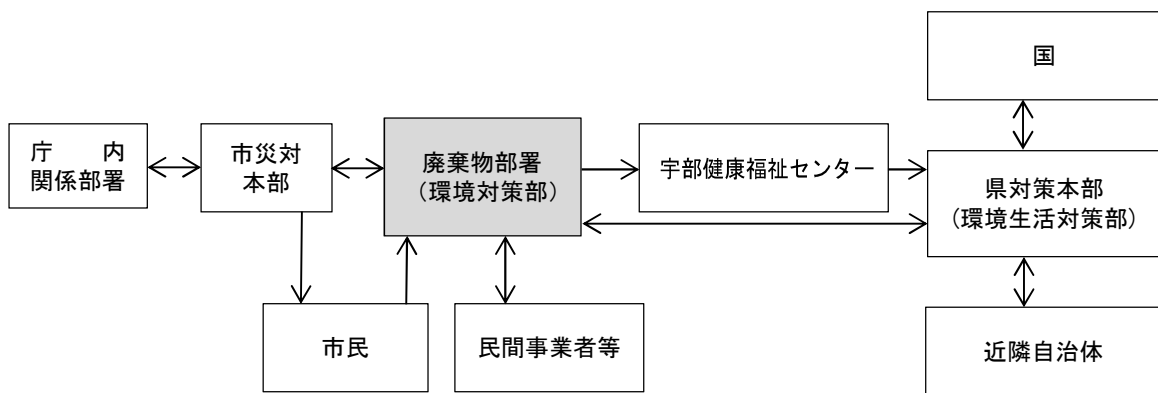 国
庁　　内
関係部署
市災対
本部
廃棄物部署
（環境対策部）
宇部健康福祉センター
県対策本部
（環境生活対策部）
市民
民間事業者等
近隣自治体